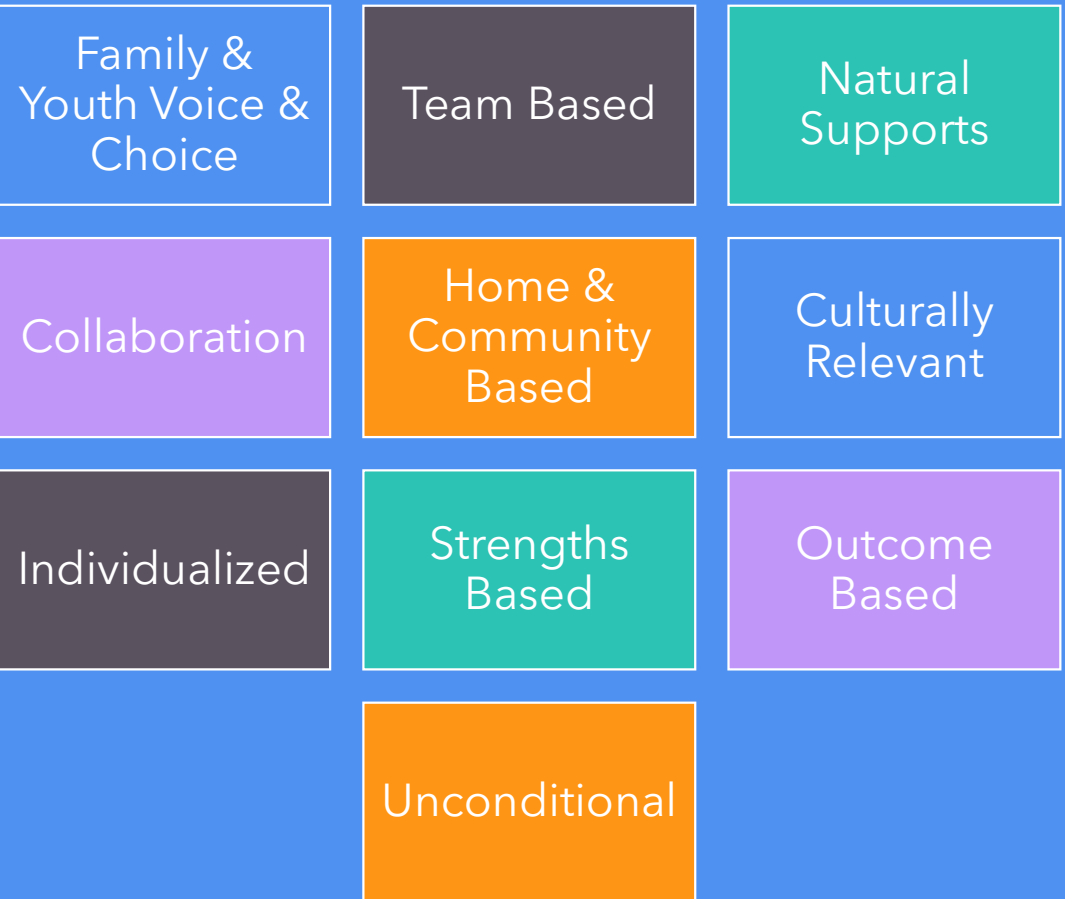 Family &
Youth Voice &
Choice
Team Based
Natural
Supports
Collaboration
Home &
Community
Based
Culturally
Relevant
Individualized
Strengths
Based
Outcome
Based
Unconditional